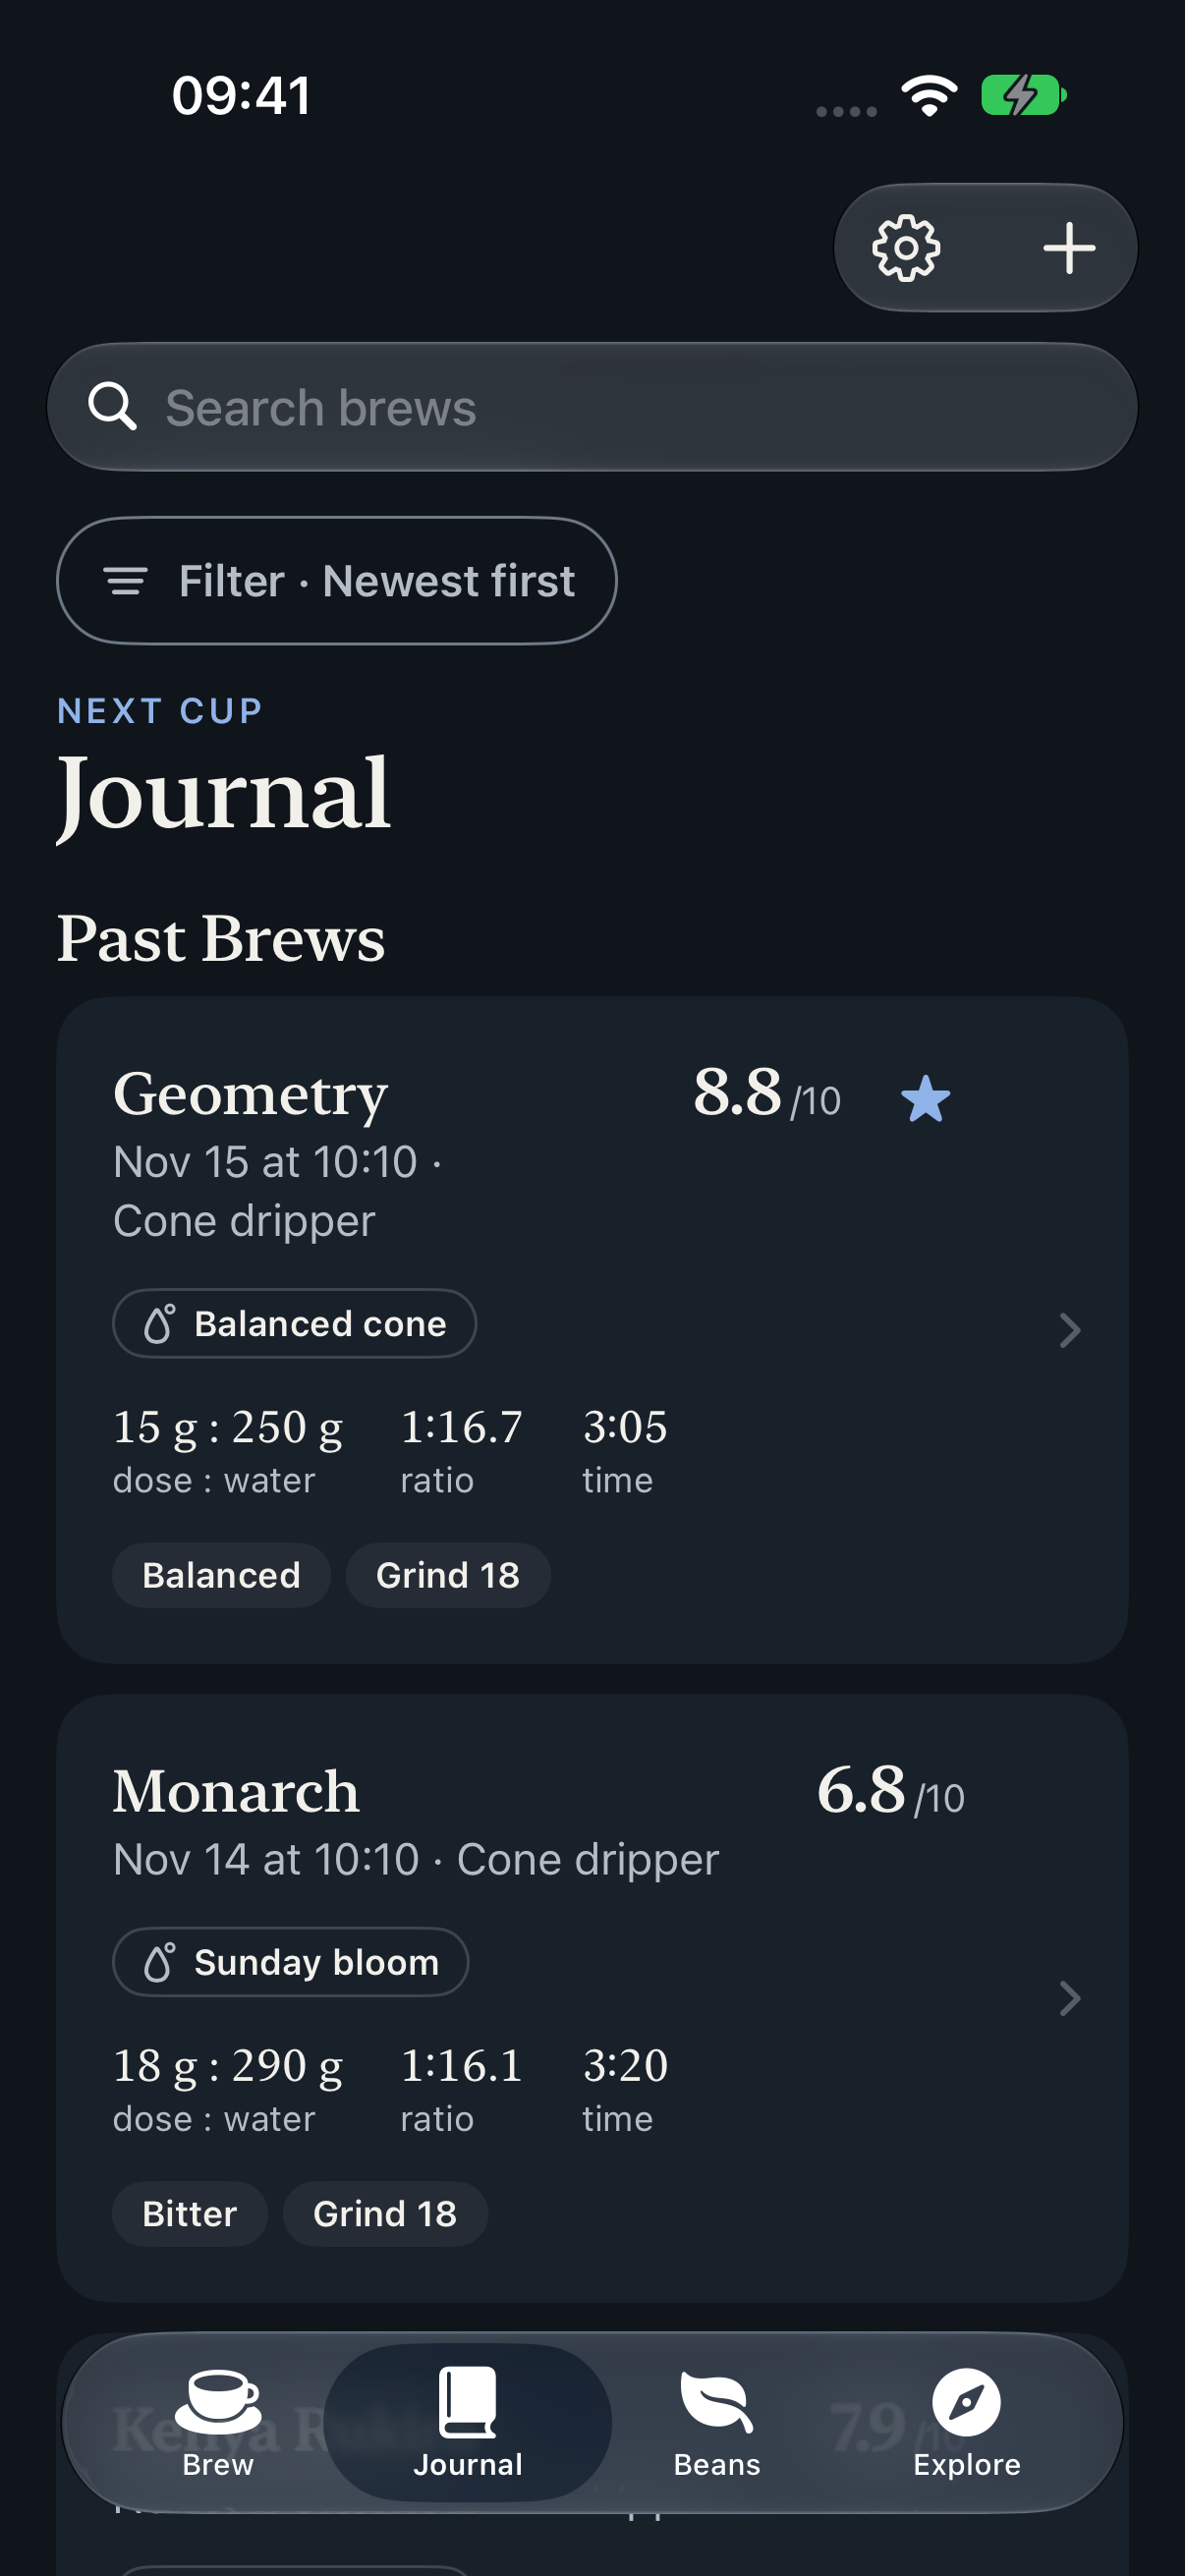 09:41
Search brews
Filter · Newest first
NEXT CUP
Journal
Past Brews
Geometry
8.8 /10
Nov 15 at 10:10 ·
Cone dripper
Balanced cone
15 g : 250 g 1:16.7 3:05
dose : water ratio time
Balanced Grind 18
Monarch
6.8 /10
Nov 14 at 10:10 · Cone dripper
Sunday bloom
18 g : 290 g 1:16.1 3:20
dose : water ratio time
Bitter Grind 18
7.9
Brew Journal Beans Explore